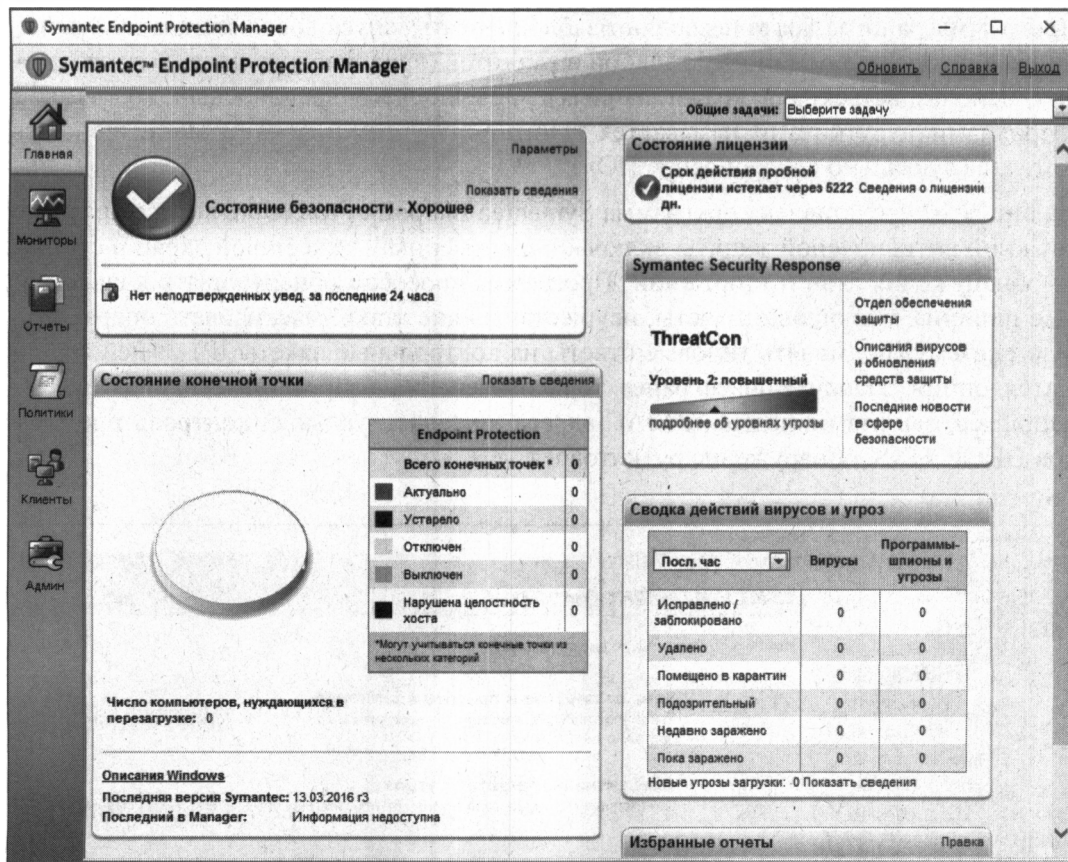 Symantec Endpoint Protection Manager
Symantec™ Endpoint Protection Manager
Обновить Справка Выход
Общие задачи: Выберите задачу
Главная
Мониторы
Отчеты
Политики
Клиенты
Админ
Параметры
Показать сведения
Состояние безопасности - Хорошее
Нет неподтвержденных увед. за последние 24 часа
Состояние конечной точки Показать сведения
Endpoint Protection
Всего конечных точек * 0
Актуально 0
Устарело 0
Отключен 0
Выключен 0
Нарушена целостность
хоста 0
*Могут учитываться конечные точки из
нескольких категорий
Число компьютеров, нуждающихся в
перезагрузке: 0
Описания Windows
Последняя версия Symantec: 13.03.2016 r3
Последний в Manager: Информация недоступна
Состояние лицензии
Срок действия пробной
лицензии истекает через 5222
дн.
Сведения о лицензии
Symantec Security Response
ThreatCon
Уровень 2: повышенный
подробнее об уровнях угрозы
Отдел обеспечения
защиты
Описания вирусов
и обновления
средств защиты
Последние новости
в сфере
безопасности
Сводка действий вирусов и угроз
Посл. час Вирусы Программы-
шпионы и
угрозы
Исправлено /
заблокировано 0 0
Удалено 0 0
Помещено в карантин 0 0
Подозрительный 0 0
Недавно заражено 0 0
Пока заражено 0 0
Новые угрозы загрузки: 0 Показать сведения
Избранные отчеты Правка